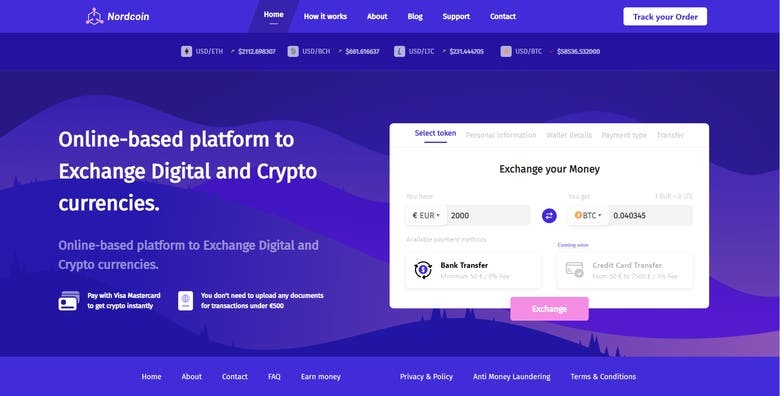 Nordcoin
Home
How it works
About
Blog
Support
Contact
Track your Order
USD/ETH
$2112.698307
USD/BCH
$661.616637
USD/LTC
$231.444705
USD/BTC
$58536.532000
Online-based platform to
Exchange Digital and Crypto
currencies.
Online-based platform to Exchange Digital and
Crypto currencies.
Pay with Visa Mastercard
to get crypto instantly
You don't need to upload any documents
for transactions under €500
Select token
Personal information
Wallet details
Payment type
Transfer
Exchange your Money
You have
€ EUR
2000
You get
1 EUR = 0 LTC
BTC
0.040345
Available payment methods
Coming soon
Bank Transfer
Minimum 50 € / 0% Fee
Credit Card Transfer
From 50 € to 7500 € / 3% Fee
Exchange
Home
About
Contact
FAQ
Earn money
Privacy & Policy
Anti Money Laundering
Terms & Conditions